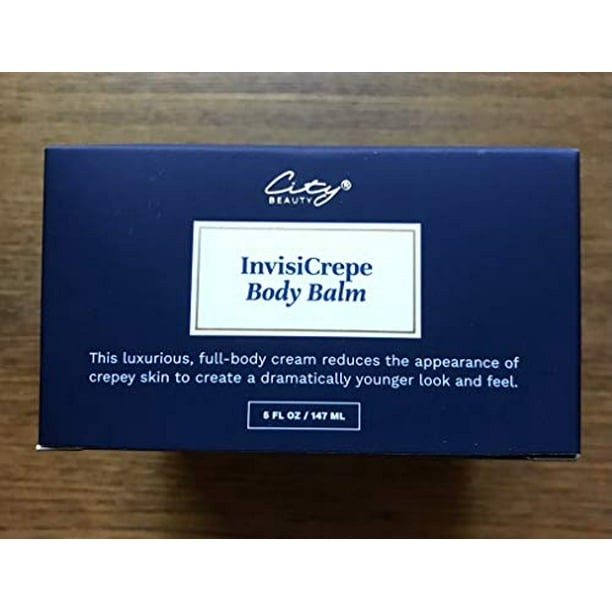 City®
BEAUTY
InvisiCrepe
Body Balm
This luxurious, full-body cream reduces the appearance of
crepey skin to create a dramatically younger look and feel.
5 FL OZ / 147 ML